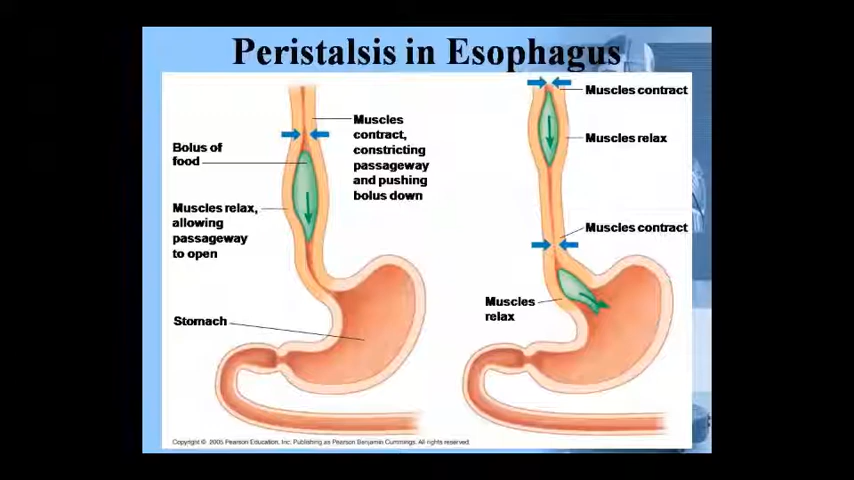 Peristalsis in Esophagus
Muscles
contract,
constricting
passageway
and pushing
bolus down
Bolus of
food
Muscles relax,
allowing
passageway
to open
Stomach
Muscles contract
Muscles relax
Muscles contract
Muscles
relax
Copyright © 2005 Pearson Education, Inc. Publishing as Pearson Benjamin Cummings. All rights reserved.